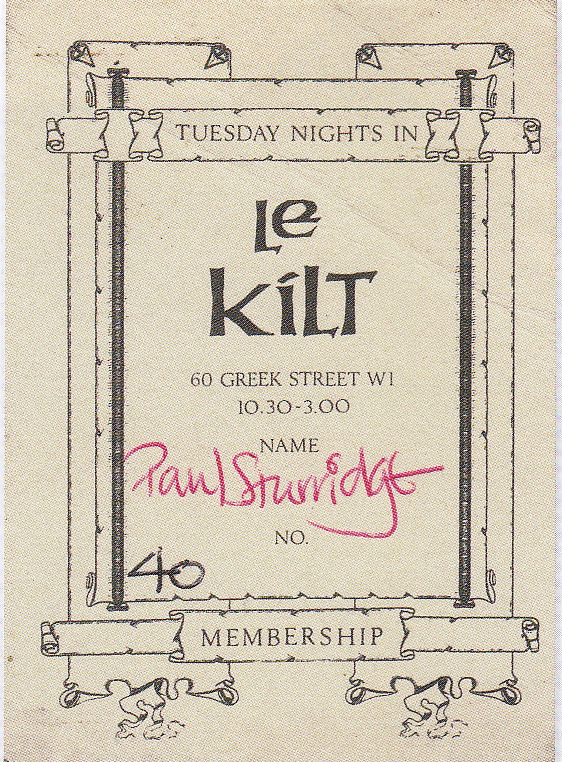 TUESDAY NIGHTS IN
Le
KiLT
60 GREEK STREET W1
10.30-3.00
NAME
Paul Sturridge
NO.
40
MEMBERSHIP